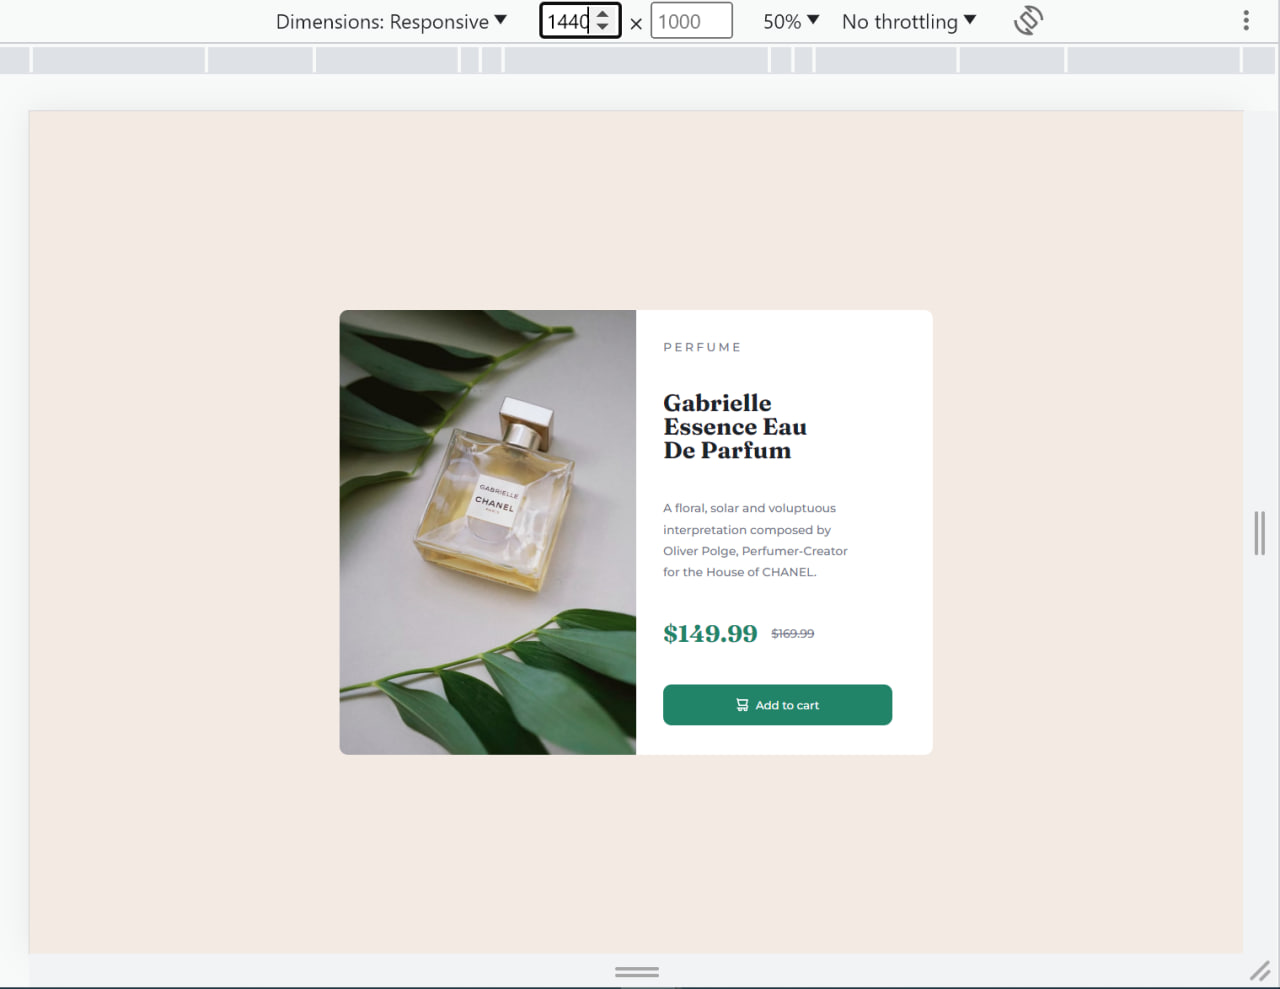 Dimensions: Responsive 1440 × 1000 50% No throttling
PERFUME
Gabrielle
Essence Eau
De Parfum
GABRIELLE
CHANEL
PARIS
A floral, solar and voluptuous
interpretation composed by
Oliver Polge, Perfumer-Creator
for the House of CHANEL.
$149.99 $169.99
Add to cart